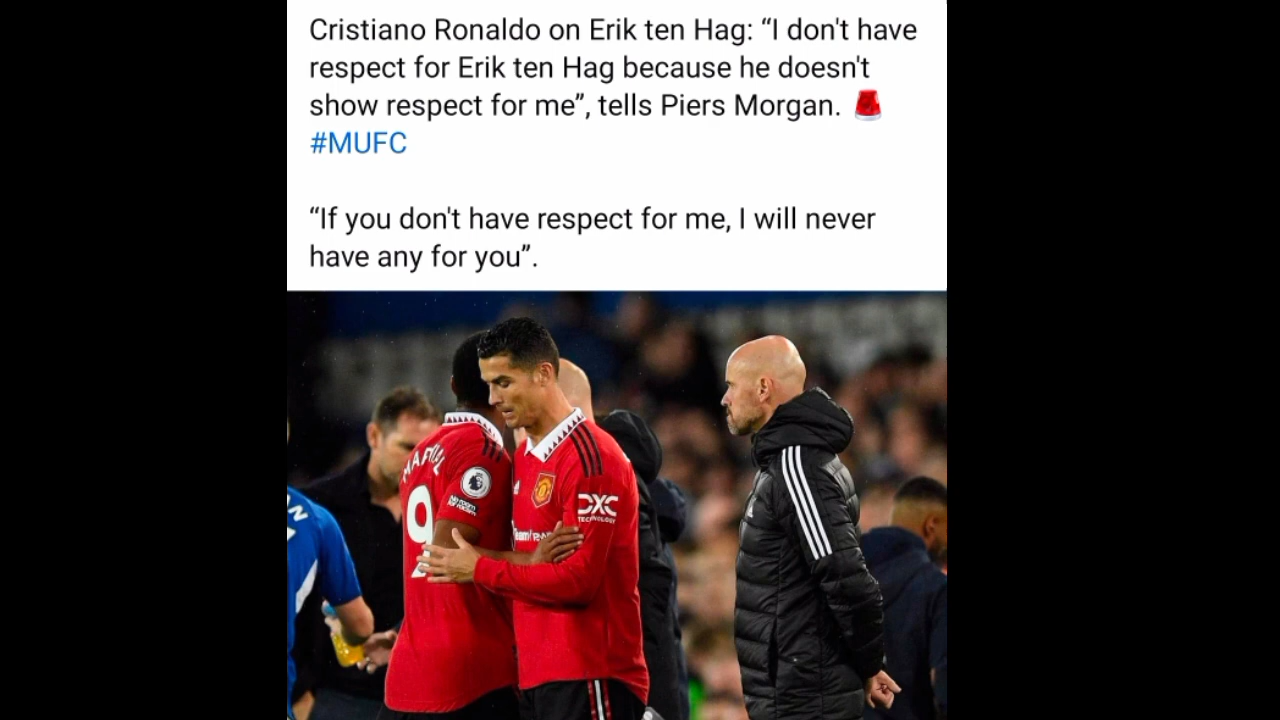 Cristiano Ronaldo on Erik ten Hag: “I don't have
respect for Erik ten Hag because he doesn't
show respect for me”, tells Piers Morgan. 🚨
#MUFC
“If you don't have respect for me, I will never
have any for you”.
MARTIAL
9
DXC
TECHNOLOGY